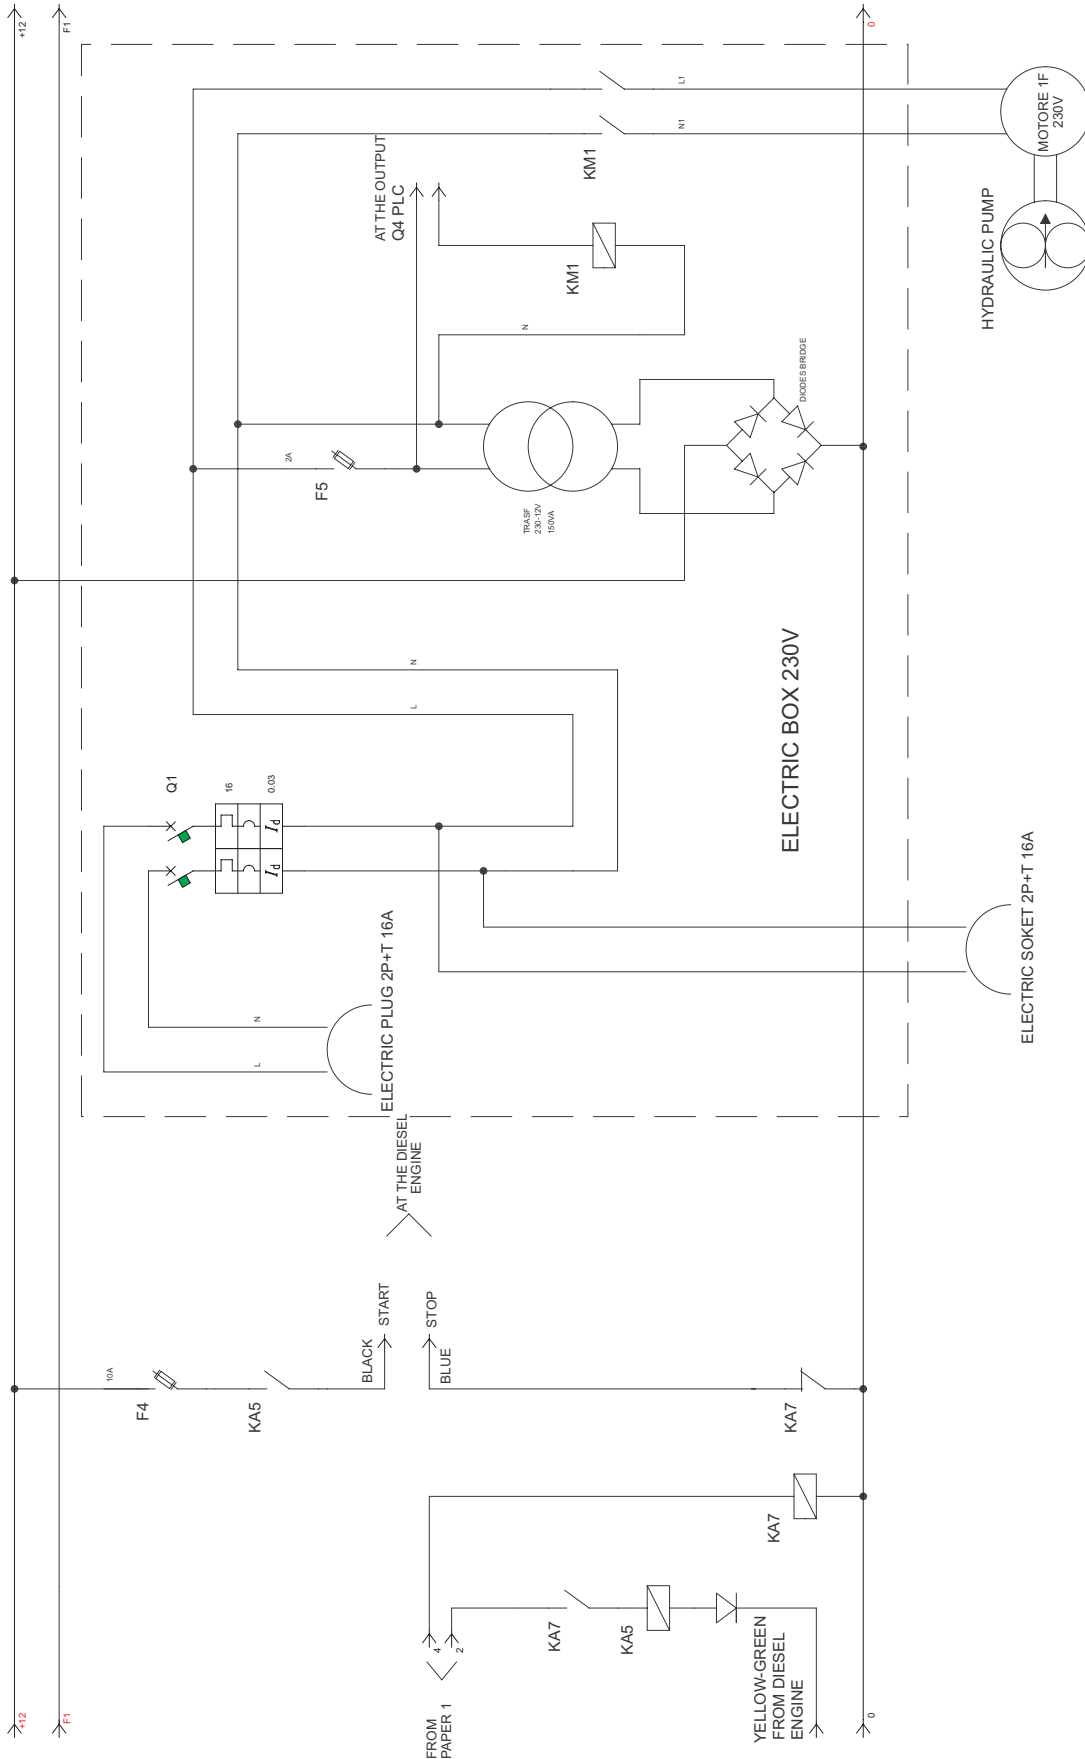 +12
F1
0
+12
F1
0
FROM
PAPER 1
4
2
KA7
KA5
YELLOW-GREEN
FROM DIESEL
ENGINE
KA7
10A
F4
KA5
BLACK
START
STOP
BLUE
KA7
AT THE DIESEL
ENGINE
L
N
ELECTRIC PLUG 2P+T 16A
Q1
16
0.03
Id
Id
L
N
ELECTRIC SOKET 2P+T 16A
ELECTRIC BOX 230V
2A
F5
TRASF
230-12V
150VA
AT THE OUTPUT
Q4 PLC
N
KM1
DIODES BRIDGE
KM1
L1
N1
MOTORE 1F
230V
HYDRAULIC PUMP